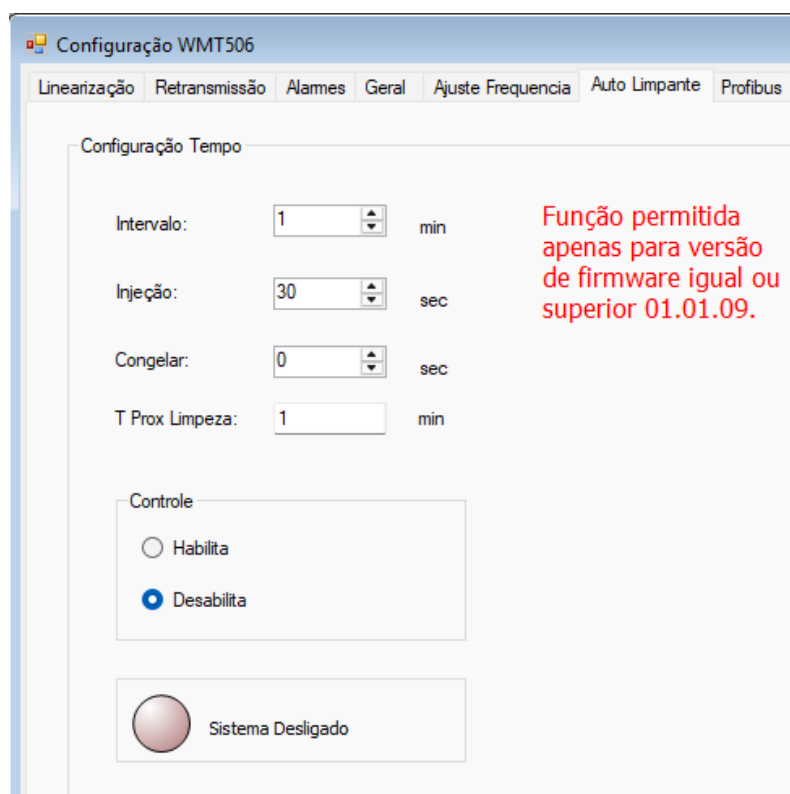 Configuração WMT506
Linearização Retransmissão Alarmes Geral Ajuste Frequencia Auto Limpante Profibus
Configuração Tempo
Intervalo: 1 min
Injeção: 30 sec
Congelar: 0 sec
T Prox Limpeza: 1 min
Função permitida
apenas para versão
de firmware igual ou
superior 01.01.09.
Controle
Habilita
Desabilita
Sistema Desligado